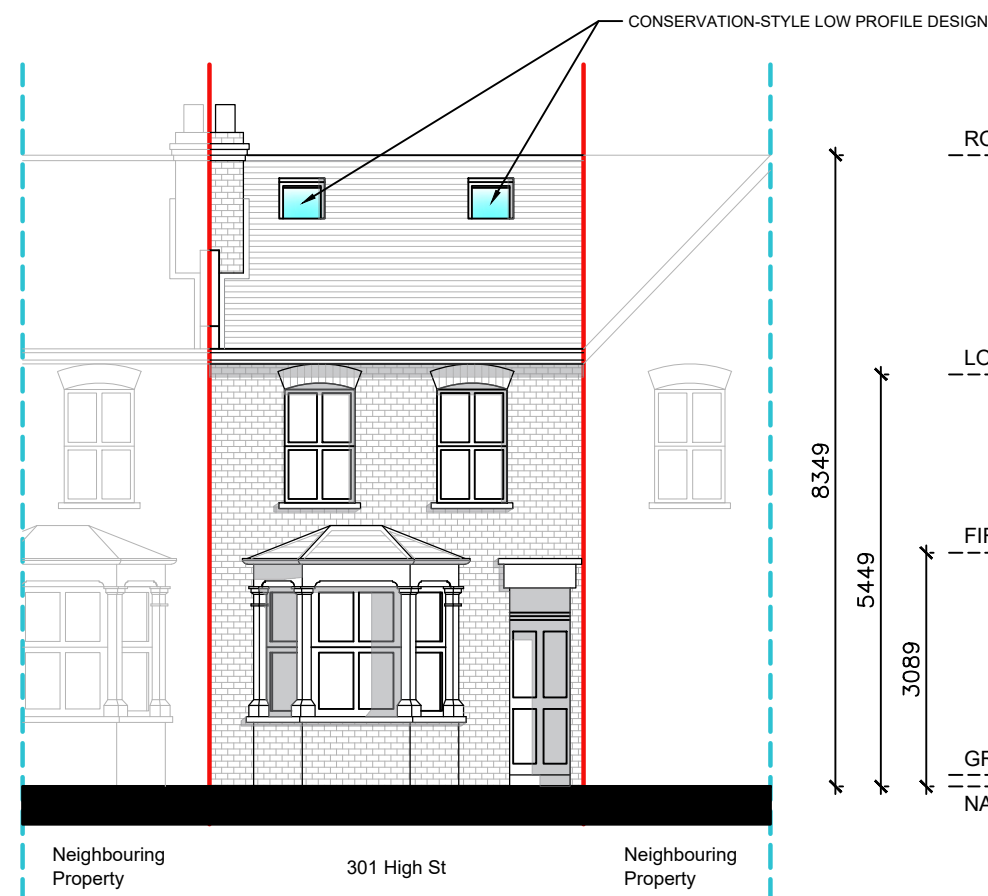 CONSERVATION-STYLE LOW PROFILE DESIGN
RO
8349
LO
5449
FIR
3089
GR
NA
Neighbouring
Property
301 High St
Neighbouring
Property